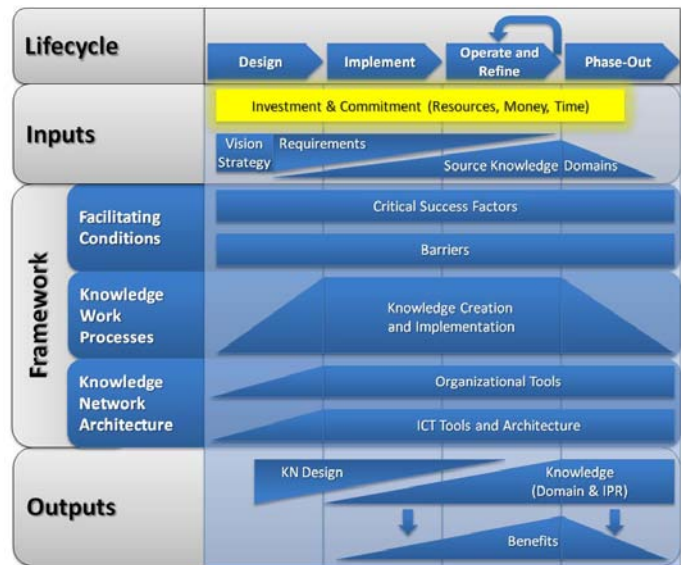 Lifecycle
Design
Implement
Operate and
Refine
Phase-Out
Inputs
Investment & Commitment (Resources, Money, Time)
Vision
Strategy
Requirements
Source Knowledge Domains
Framework
Facilitating
Conditions
Critical Success Factors
Barriers
Knowledge
Work
Processes
Knowledge Creation
and Implementation
Knowledge
Network
Architecture
Organizational Tools
ICT Tools and Architecture
Outputs
KN Design
Knowledge
(Domain & IPR)
Benefits